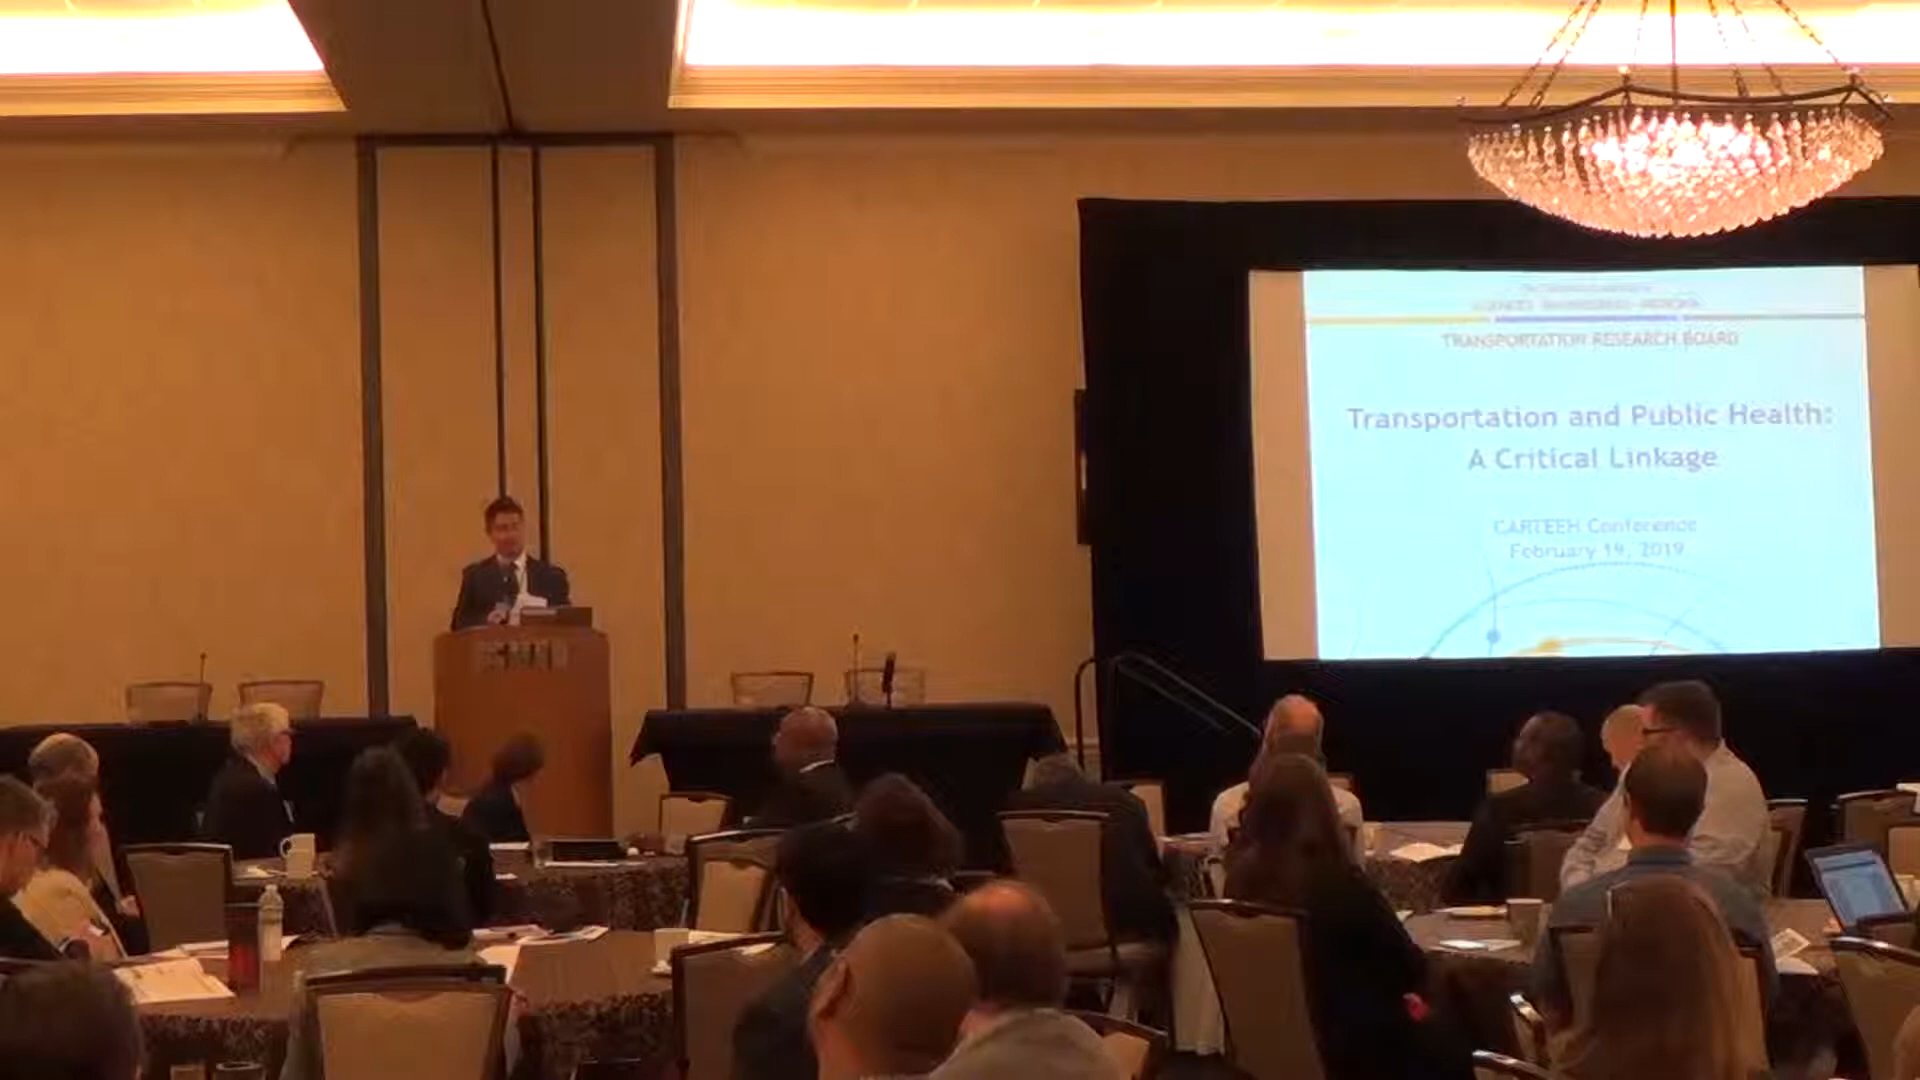 TRANSPORTATION RESEARCH BOARD
Transportation and Public Health:
A Critical Linkage
CARTEEH Conference
February 19, 2019